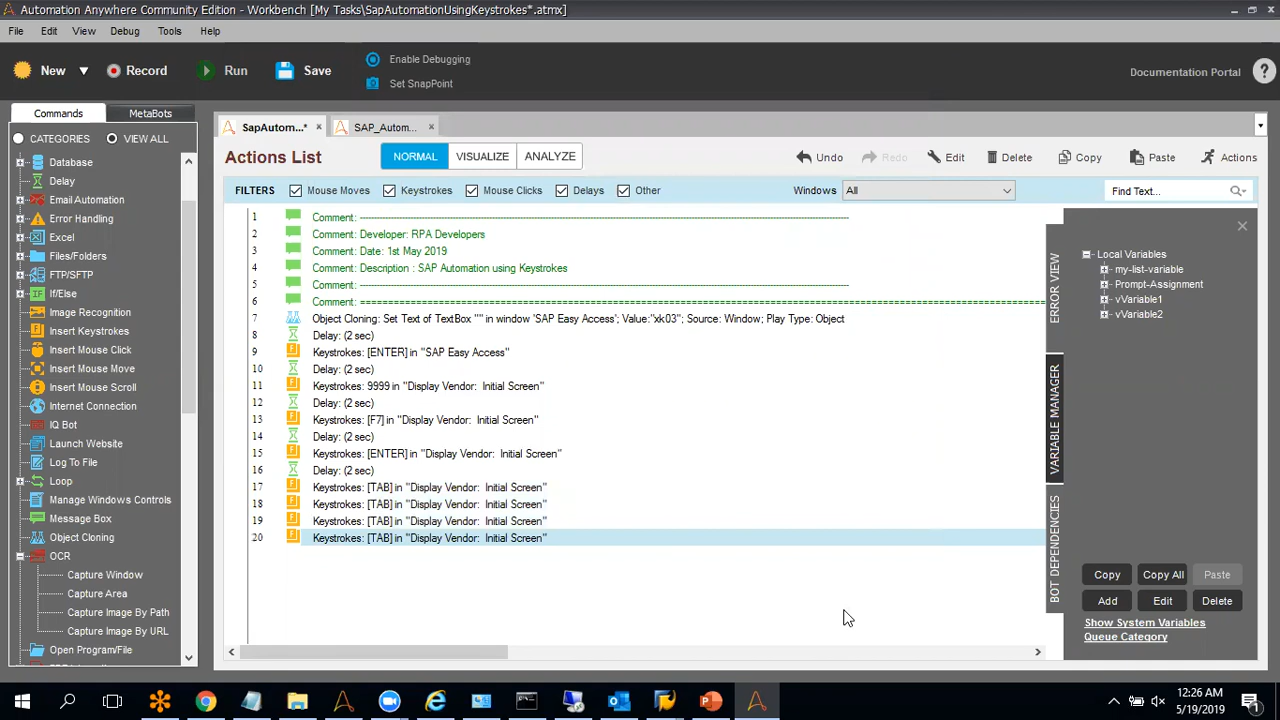 Automation Anywhere Community Edition - Workbench [My Tasks\SapAutomationUsingKeystrokes*.atmx]
File Edit View Debug Tools Help
New Record Run Save Enable Debugging
Set SnapPoint
Documentation Portal ?
Commands MetaBots
CATEGORIES VIEW ALL
Database
Delay
Email Automation
Error Handling
Excel
Files/Folders
FTP/SFTP
If/Else
Image Recognition
Insert Keystrokes
Insert Mouse Click
Insert Mouse Move
Insert Mouse Scroll
Internet Connection
IQ Bot
Launch Website
Log To File
Loop
Manage Windows Controls
Message Box
Object Cloning
OCR
Capture Window
Capture Area
Capture Image By Path
Capture Image By URL
Open Program/File
SapAutom...* × SAP_Autom... ×
Actions List NORMAL VISUALIZE ANALYZE Undo Redo Edit Delete Copy Paste Actions
FILTERS Mouse Moves Keystrokes Mouse Clicks Delays Other Windows All Find Text...
1 Comment: --------------------------------------------------------------------------------
2 Comment: Developer: RPA Developers
3 Comment: Date: 1st May 2019
4 Comment: Description : SAP Automation using Keystrokes
5 Comment: --------------------------------------------------------------------------------
6 Comment: ================================================================================
7 Object Cloning: Set Text of TextBox "" in window 'SAP Easy Access'; Value:"xk03"; Source: Window; Play Type: Object
8 Delay: (2 sec)
9 Keystrokes: [ENTER] in "SAP Easy Access"
10 Delay: (2 sec)
11 Keystrokes: 9999 in "Display Vendor:  Initial Screen"
12 Delay: (2 sec)
13 Keystrokes: [F7] in "Display Vendor:  Initial Screen"
14 Delay: (2 sec)
15 Keystrokes: [ENTER] in "Display Vendor:  Initial Screen"
16 Delay: (2 sec)
17 Keystrokes: [TAB] in "Display Vendor:  Initial Screen"
18 Keystrokes: [TAB] in "Display Vendor:  Initial Screen"
19 Keystrokes: [TAB] in "Display Vendor:  Initial Screen"
20 Keystrokes: [TAB] in "Display Vendor:  Initial Screen"
ERROR VIEW
VARIABLE MANAGER
BOT DEPENDENCIES
Local Variables
my-list-variable
Prompt-Assignment
vVariable1
vVariable2
Copy Copy All Paste
Add Edit Delete
Show System Variables
Queue Category
12:26 AM
5/19/2019
1